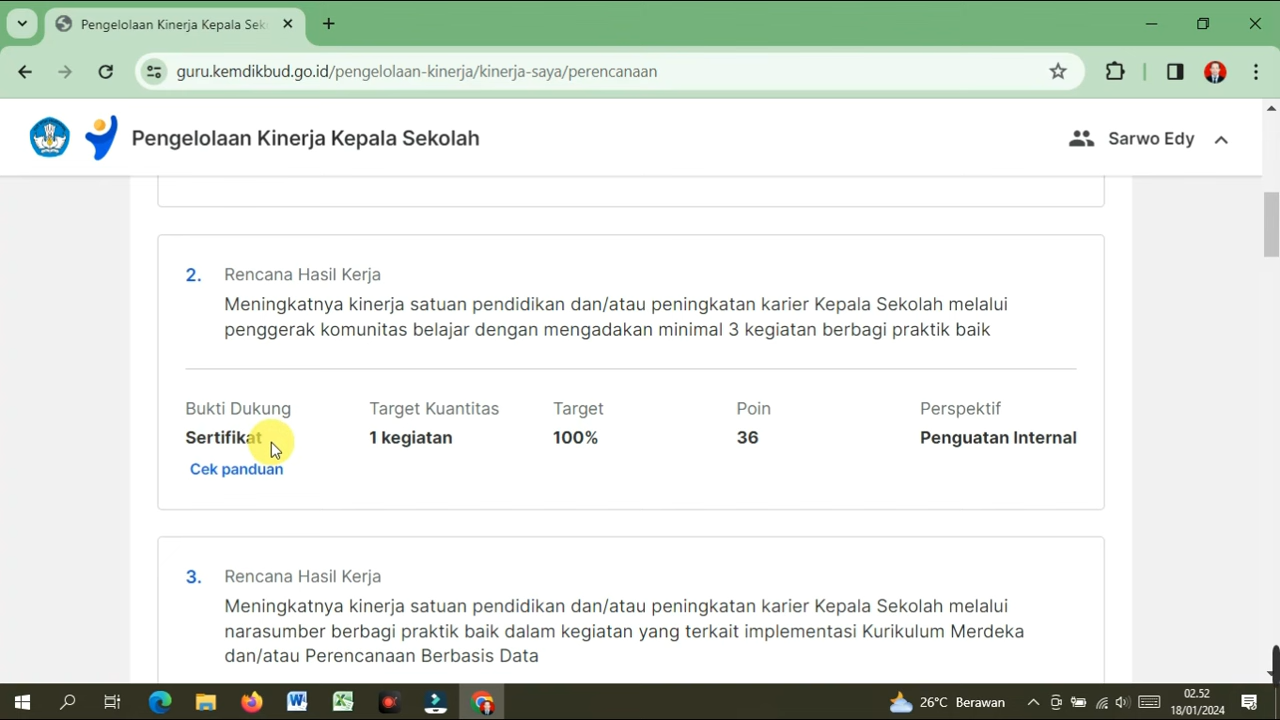 Pengelolaan Kinerja Kepala Sek
guru.kemdikbud.go.id/pengelolaan-kinerja/kinerja-saya/perencanaan
Pengelolaan Kinerja Kepala Sekolah
Sarwo Edy
2. Rencana Hasil Kerja
Meningkatnya kinerja satuan pendidikan dan/atau peningkatan karier Kepala Sekolah melalui
penggerak komunitas belajar dengan mengadakan minimal 3 kegiatan berbagi praktik baik
Bukti Dukung Target Kuantitas Target Poin Perspektif
Sertifikat 1 kegiatan 100% 36 Penguatan Internal
Cek panduan
3. Rencana Hasil Kerja
Meningkatnya kinerja satuan pendidikan dan/atau peningkatan karier Kepala Sekolah melalui
narasumber berbagi praktik baik dalam kegiatan yang terkait implementasi Kurikulum Merdeka
dan/atau Perencanaan Berbasis Data
26°C Berawan
02.52
18/01/2024